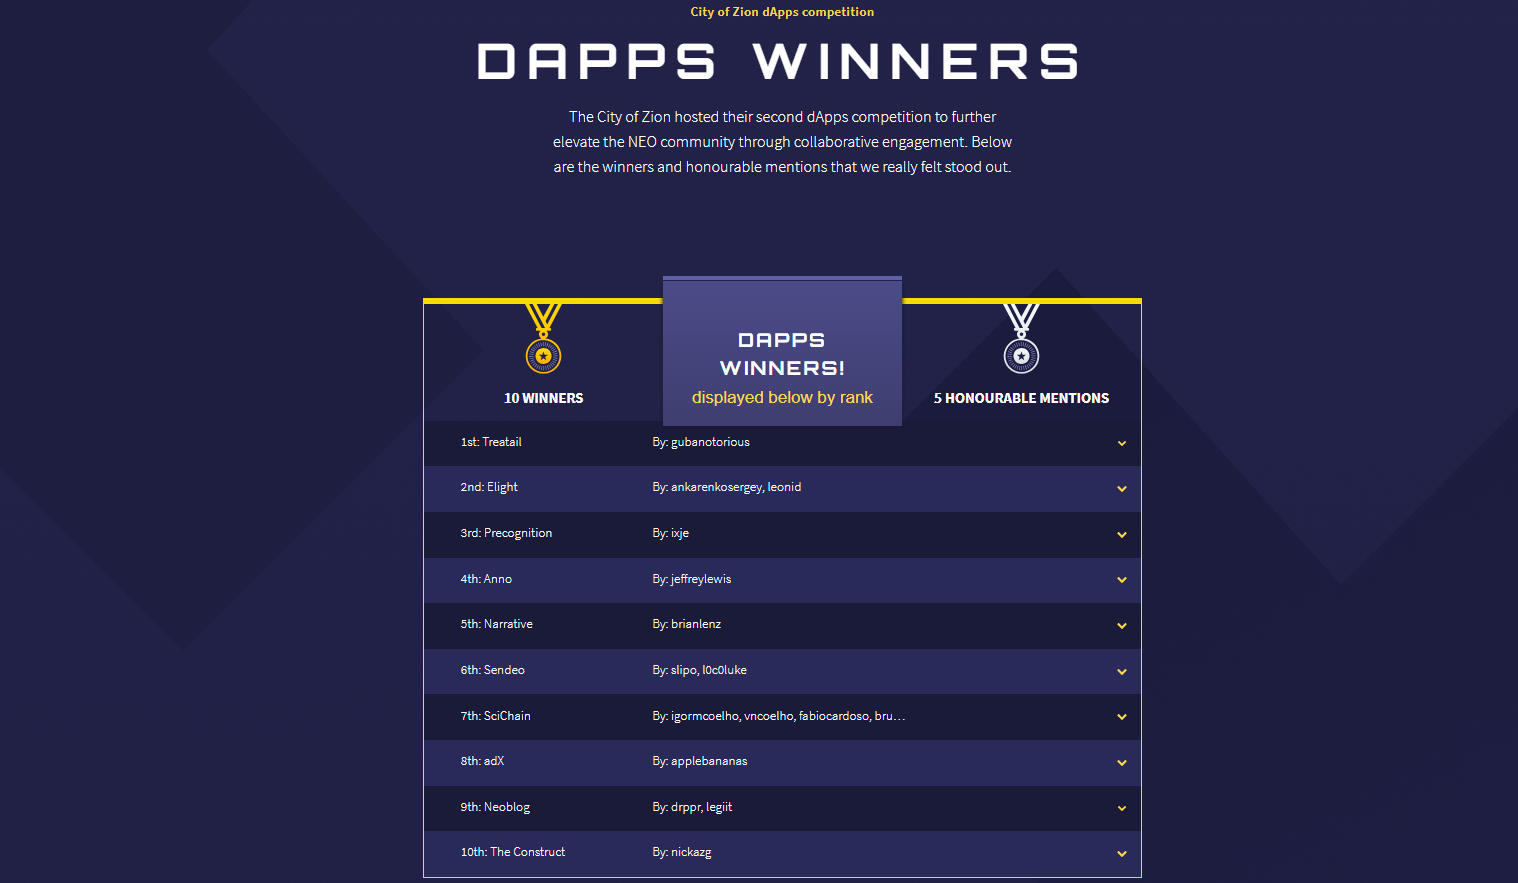 City of Zion dApps competition
DAPPS WINNERS
The City of Zion hosted their second dApps competition to further
elevate the NEO community through collaborative engagement. Below
are the winners and honourable mentions that we really felt stood out.
10 WINNERS
DAPPS
WINNERS!
displayed below by rank
5 HONOURABLE MENTIONS
1st: Treatail By: gubanotorious
2nd: Elight By: ankarenkosergey, leonid
3rd: Precognition By: ixje
4th: Anno By: jeffreylewis
5th: Narrative By: brianlenz
6th: Sendeo By: slipo, l0c0luke
7th: SciChain By: igormcoelho, vncoelho, fabiocardoso, bru...
8th: adX By: applebananas
9th: Neoblog By: drppr, legiit
10th: The Construct By: nickazg